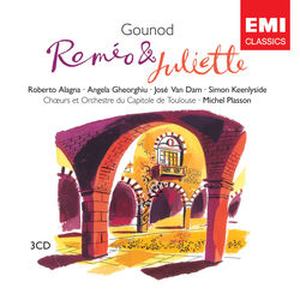 Gounod
EMI
CLASSICS
Roméo & Juliette
Roberto Alagna · Angela Gheorghiu · José Van Dam · Simon Keenlyside
Chœurs et Orchestre du Capitole de Toulouse · Michel Plasson
3CD